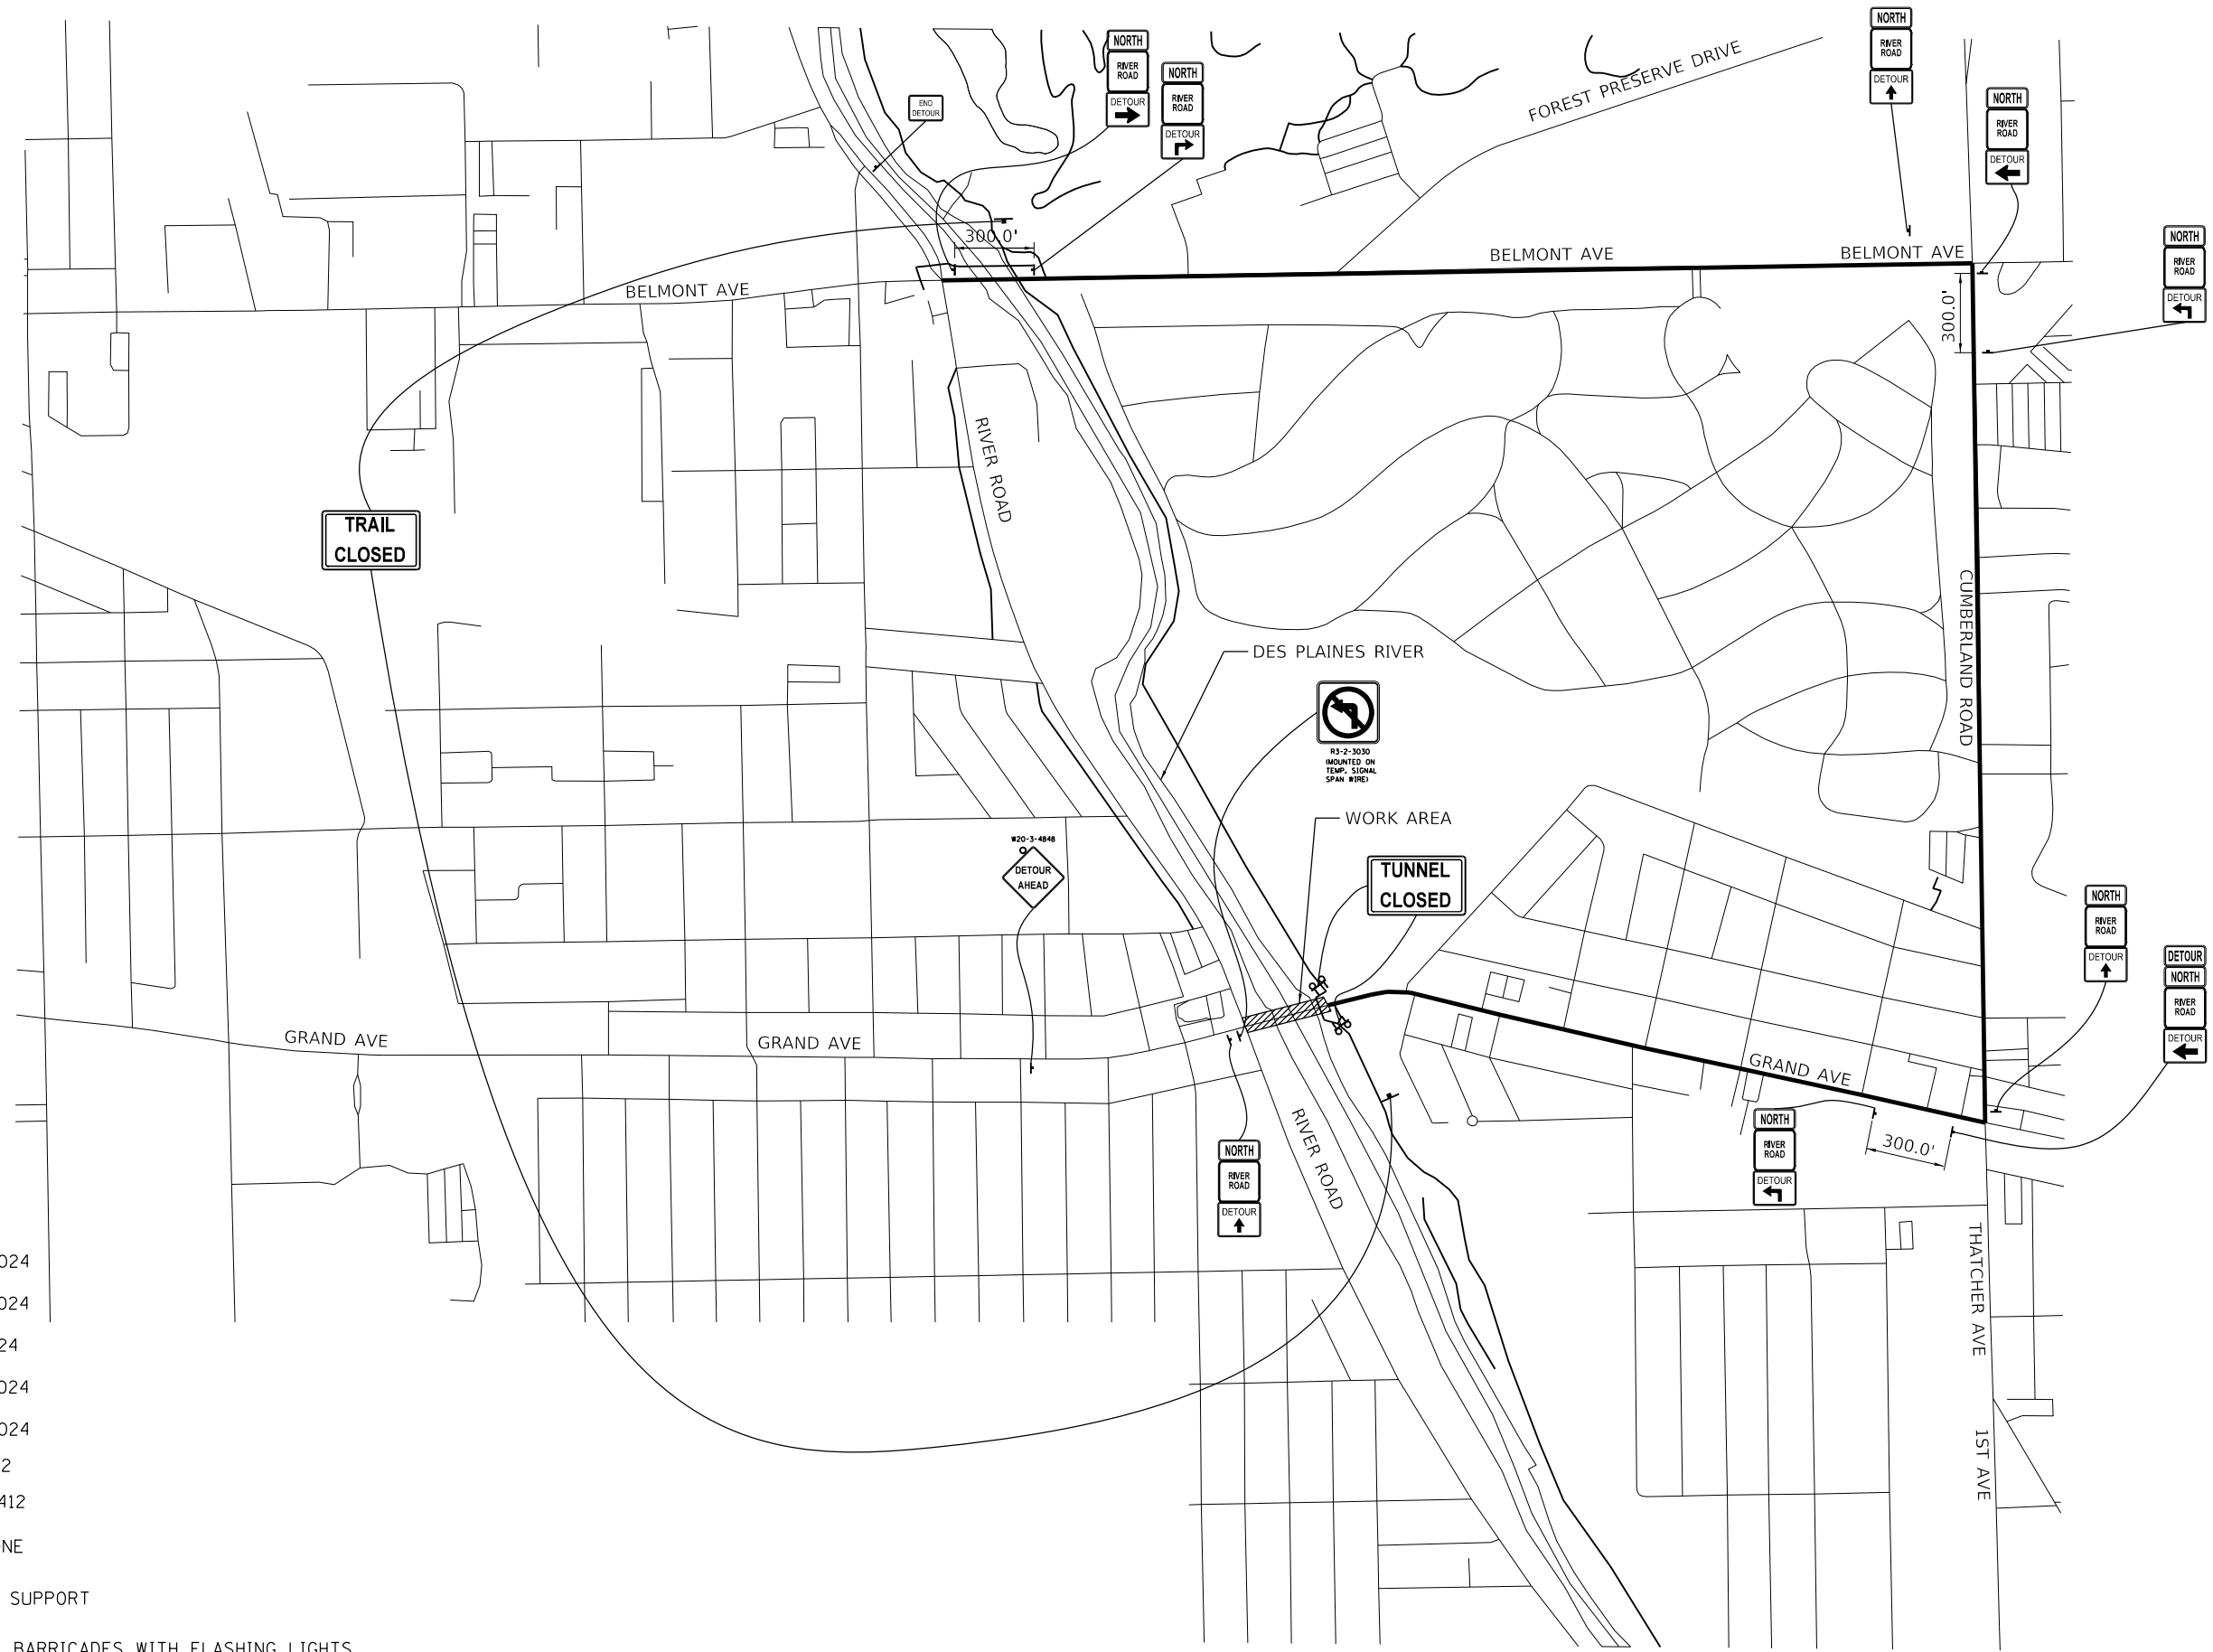 NORTH
RIVER
ROAD
DETOUR
NORTH
RIVER
ROAD
DETOUR
END
DETOUR
NORTH
RIVER
ROAD
DETOUR
NORTH
RIVER
ROAD
DETOUR
FOREST PRESERVE DRIVE
NORTH
RIVER
ROAD
DETOUR
300.0'
BELMONT AVE
BELMONT AVE
BELMONT AVE
300.0'
RIVER ROAD
TRAIL
CLOSED
CUMBERLAND ROAD
DES PLAINES RIVER
R3-2-3030
(MOUNTED ON
TEMP. SIGNAL
SPAN WIRE)
WORK AREA
W20-3-4848
DETOUR
AHEAD
TUNNEL
CLOSED
NORTH
RIVER
ROAD
DETOUR
DETOUR
NORTH
RIVER
ROAD
DETOUR
GRAND AVE
GRAND AVE
GRAND AVE
RIVER ROAD
NORTH
RIVER
ROAD
DETOUR
NORTH
RIVER
ROAD
DETOUR
300.0'
THATCHER AVE
1ST AVE
024
024
24
024
024
2
412
ONE
SUPPORT
BARRICADES WITH FLASHING LIGHTS